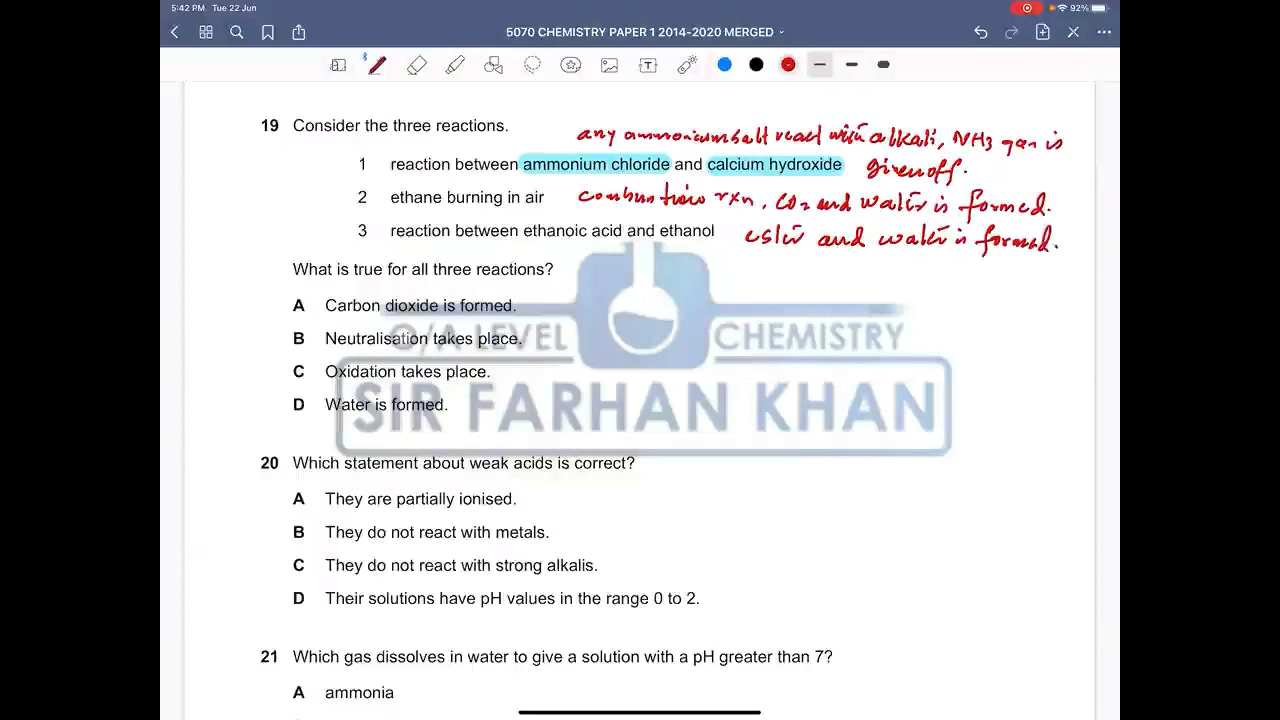 5:42 PM Tue 22 Jun
92%
5070 CHEMISTRY PAPER 1 2014-2020 MERGED
19 Consider the three reactions.
any ammonium salt react with alkali, NH3 gas is
1 reaction between ammonium chloride and calcium hydroxide given off.
2 ethane burning in air combustion rxn, CO2 and water is formed.
3 reaction between ethanoic acid and ethanol ester and water is formed.
What is true for all three reactions?
A Carbon dioxide is formed.
B Neutralisation takes place.
O/A LEVEL CHEMISTRY
C Oxidation takes place.
D Water is formed.
SIR FARHAN KHAN
20 Which statement about weak acids is correct?
A They are partially ionised.
B They do not react with metals.
C They do not react with strong alkalis.
D Their solutions have pH values in the range 0 to 2.
21 Which gas dissolves in water to give a solution with a pH greater than 7?
A ammonia